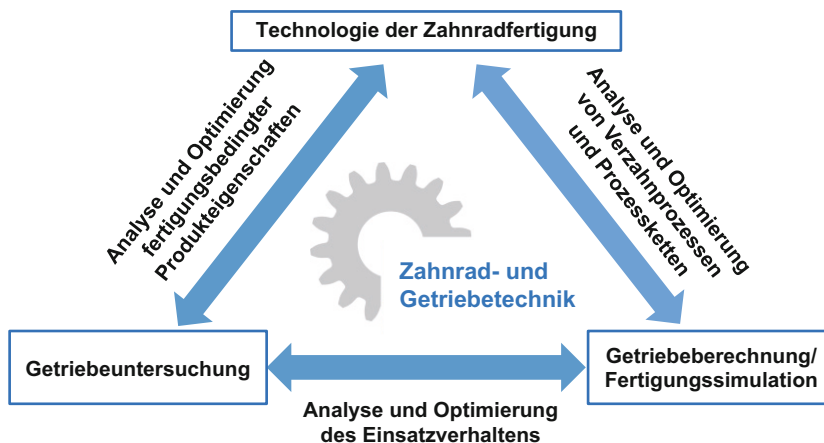 Technologie der Zahnradfertigung
Analyse und Optimierung
fertigungsbedingter
Produkteigenschaften
Analyse und Optimierung
von Verzahnprozessen
und Prozessketten
Zahnrad- und
Getriebetechnik
Getriebeuntersuchung
Getriebeberechnung/
Fertigungssimulation
Analyse und Optimierung
des Einsatzverhaltens